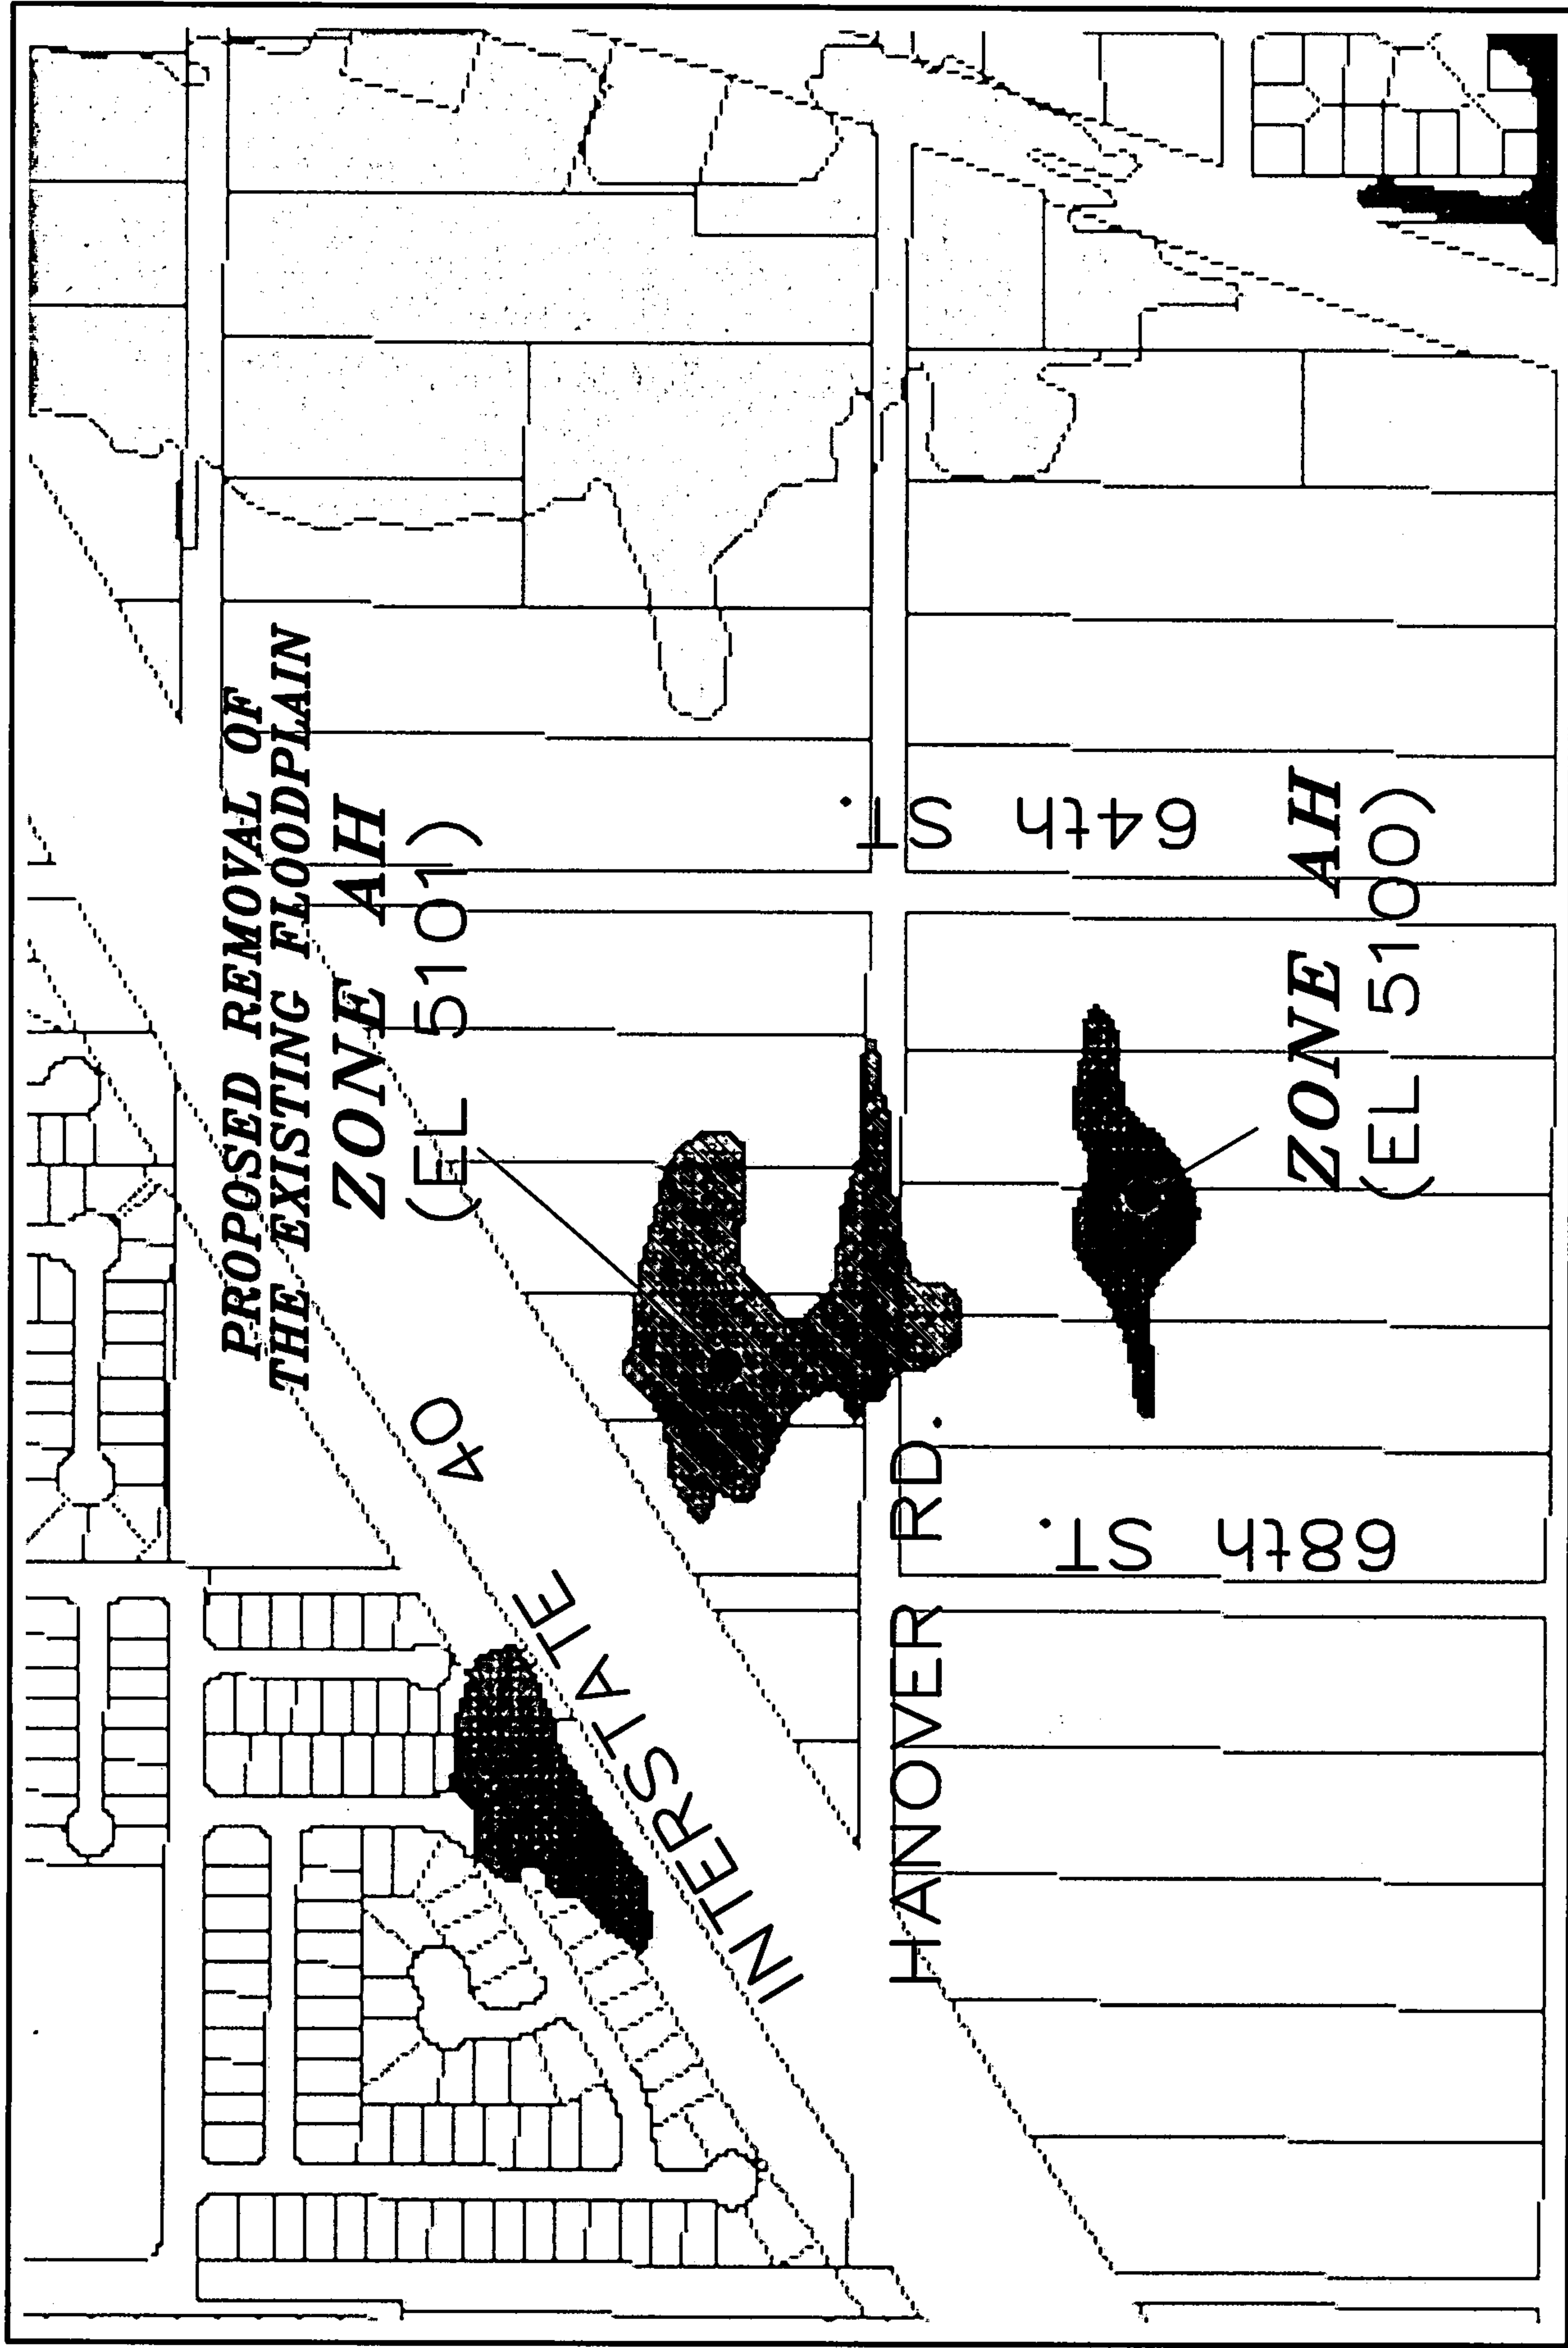 PROPOSED REMOVAL OF
THE EXISTING FLOODPLAIN
ZONE AH
(EL 5101)
INTERSTATE 40
HANOVER RD.
64th ST.
68th ST.
ZONE AH
(EL 5100)